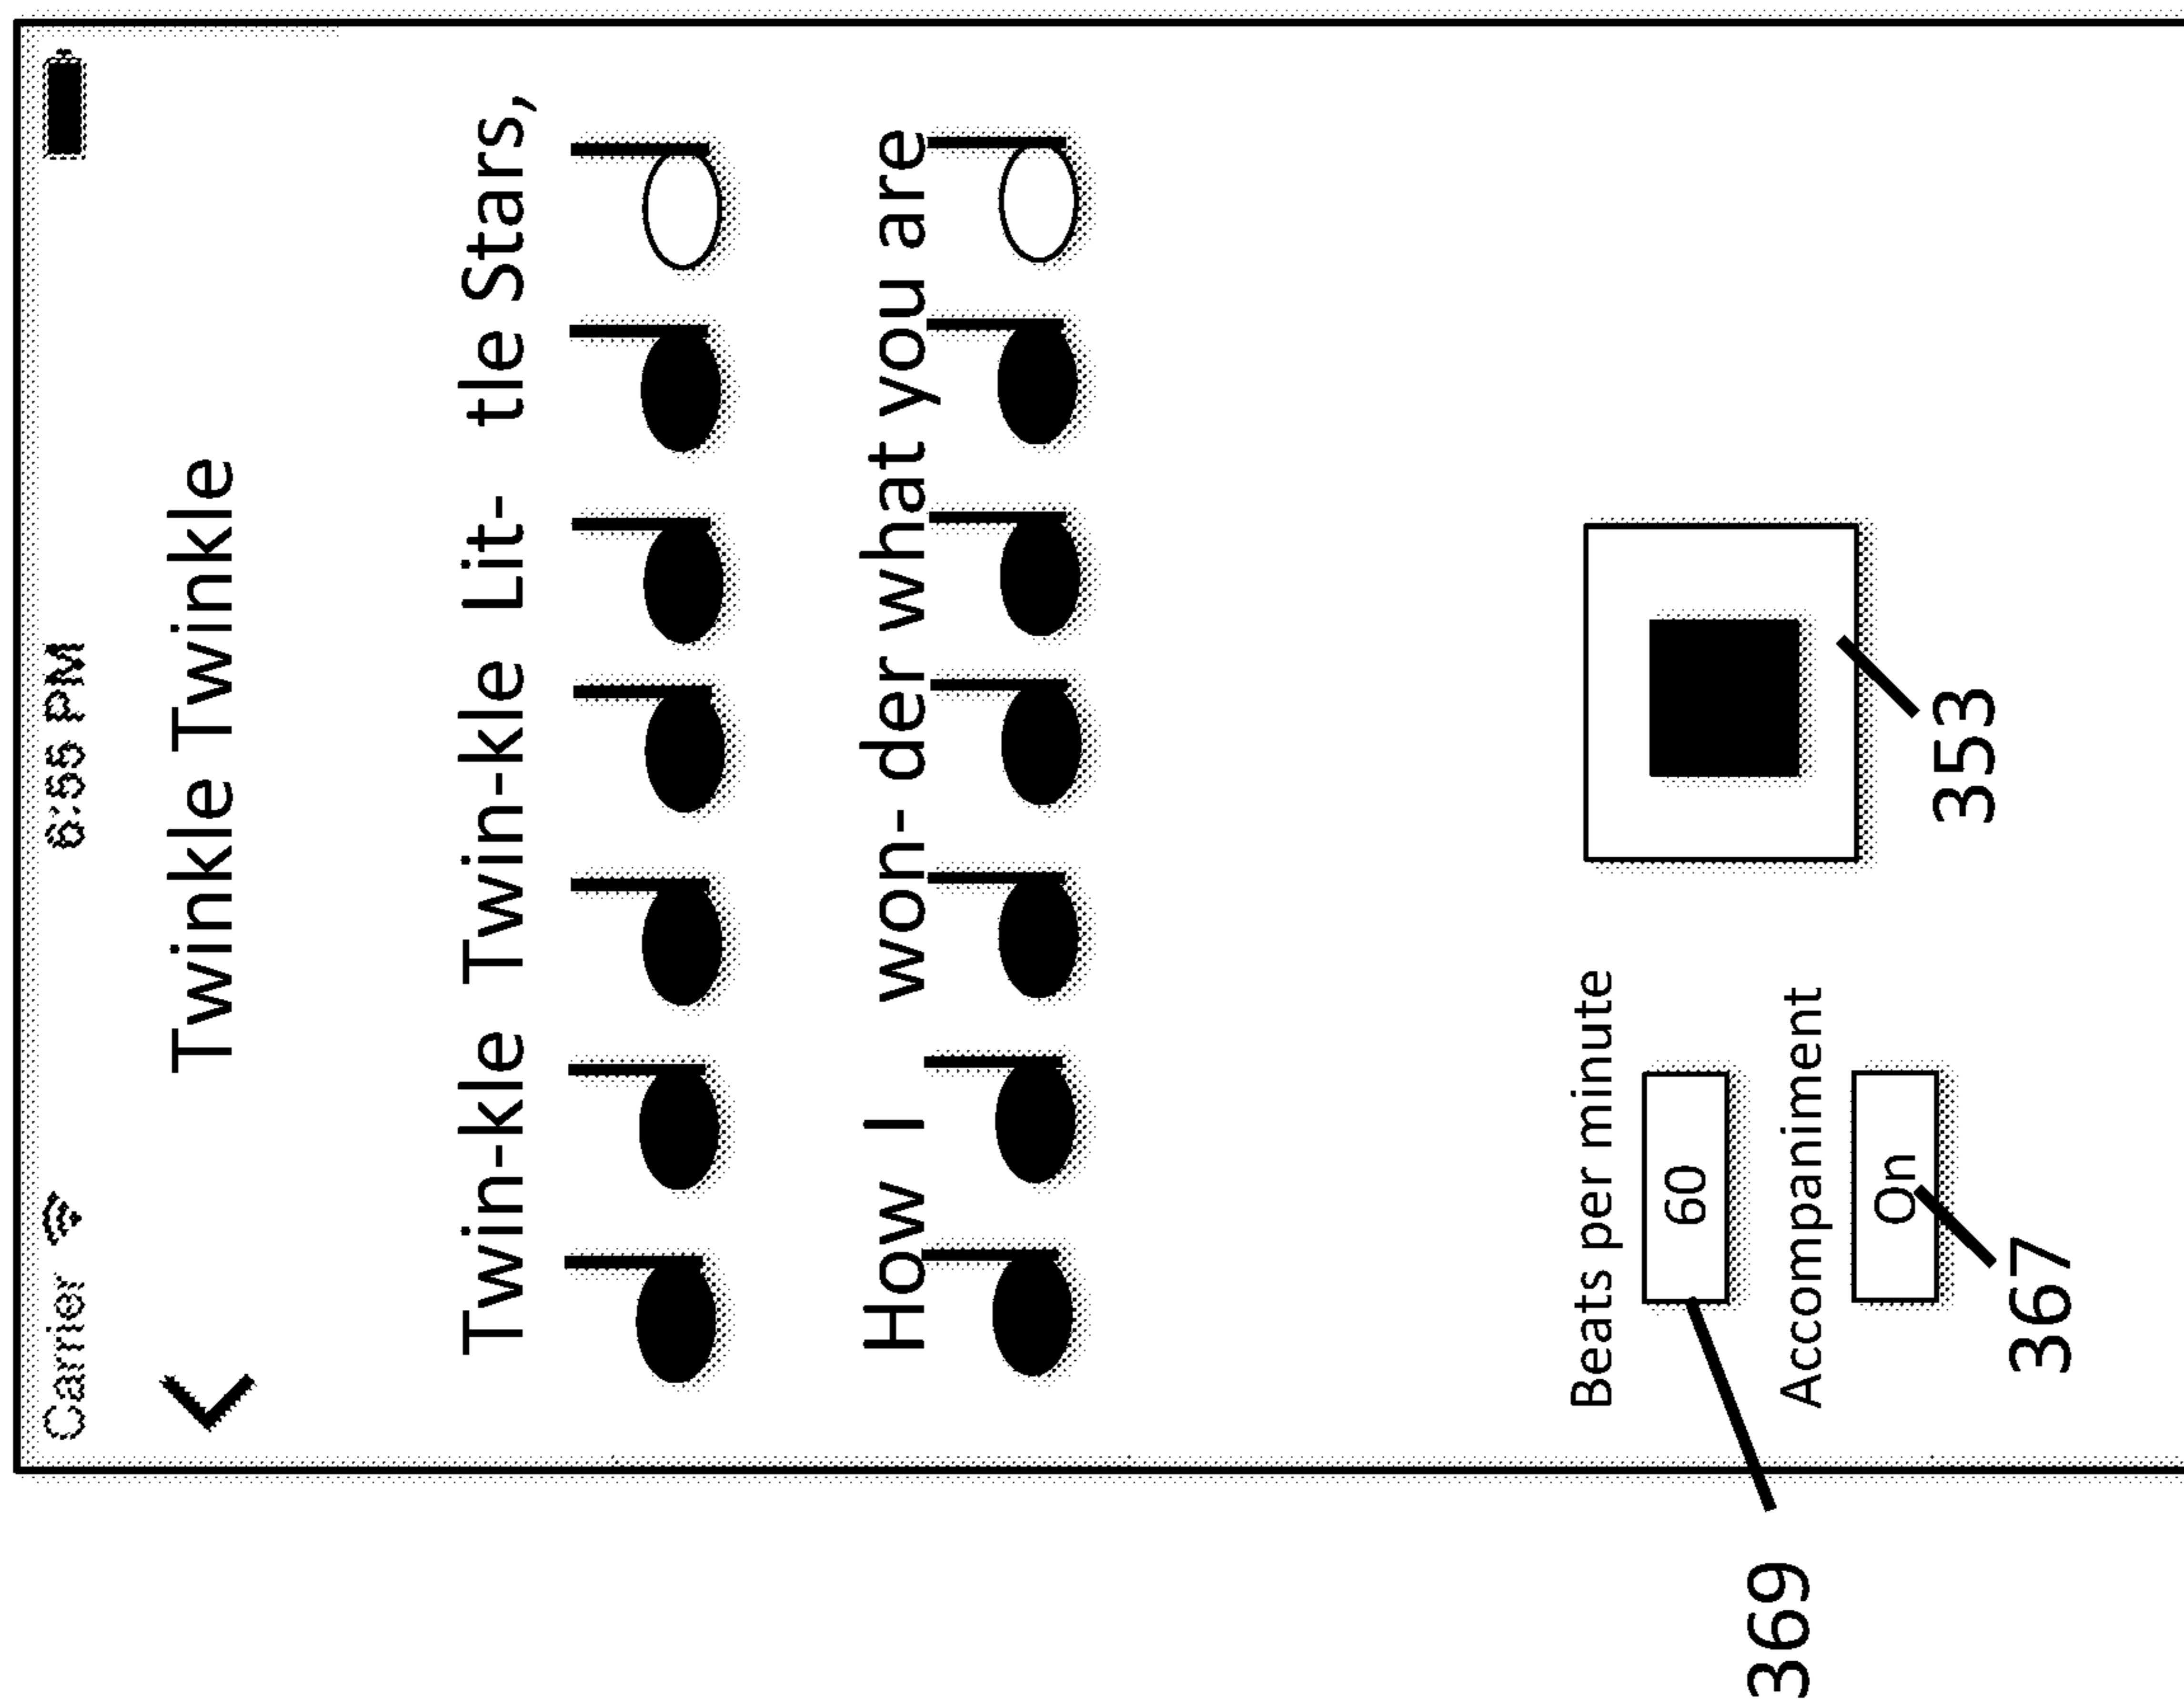 Carrier 6:55 PM
Twinkle Twinkle
Twin-kle Twin-kle Lit- tle Stars,
How I won- der what you are
Beats per minute
60
Accompaniment
On
353
367
369